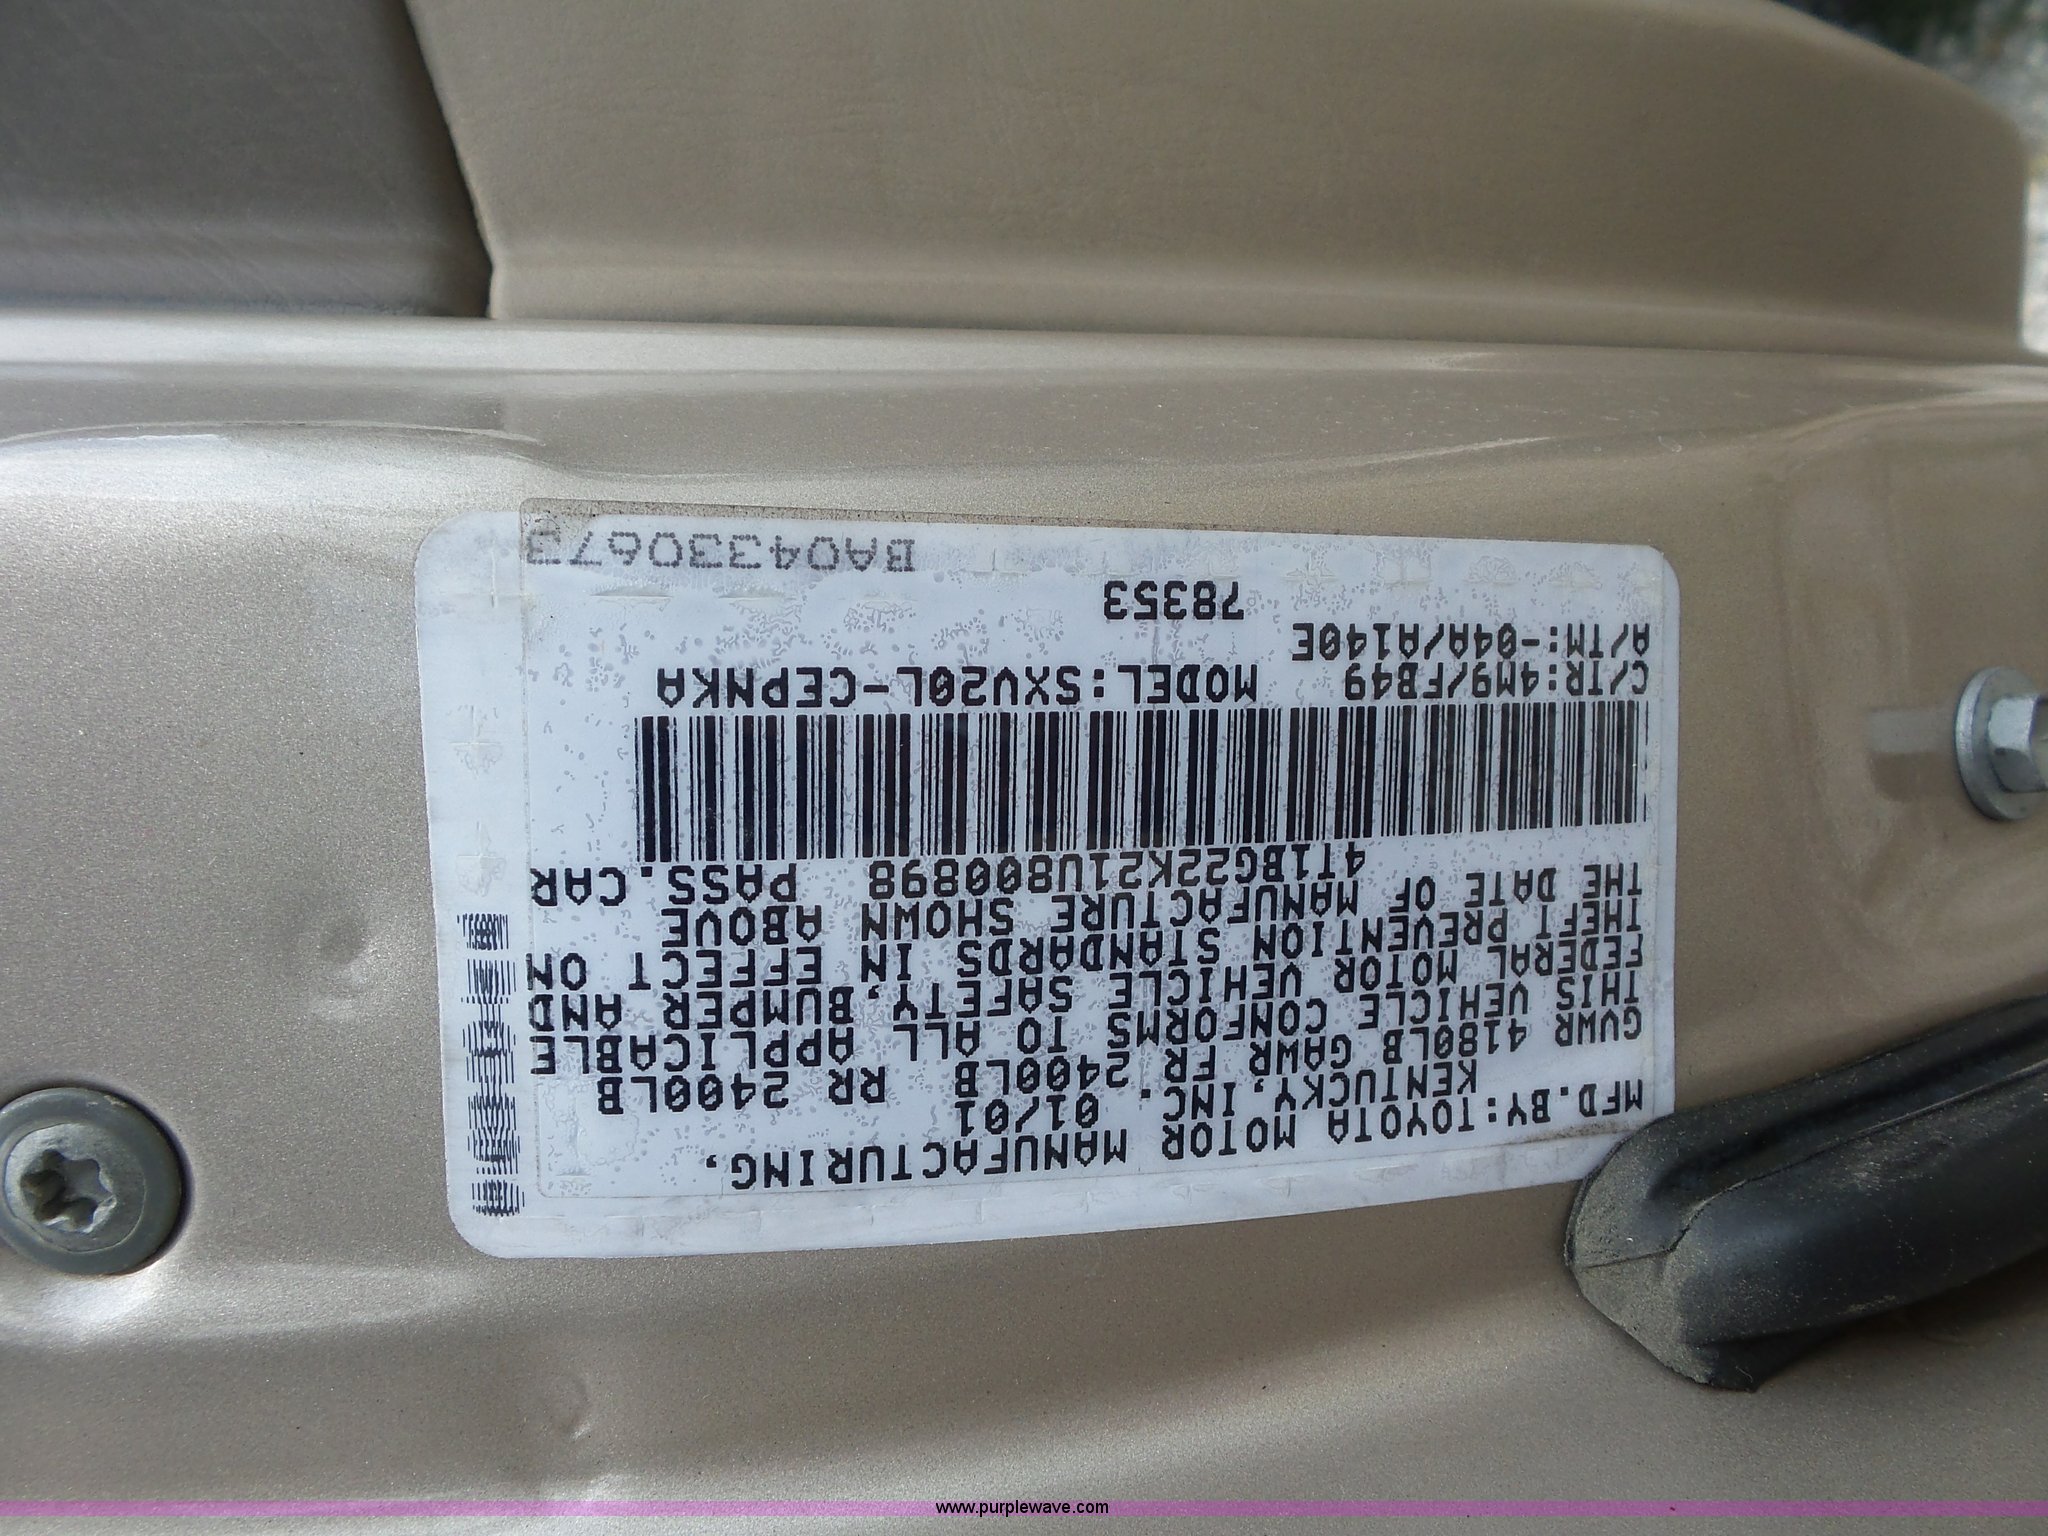 MFD.BY:TOYOTA MOTOR MANUFACTURING,
KENTUCKY,INC. 01/01
GVWR 4180LB GAWR FR 2400LB RR 2400LB
THIS VEHICLE CONFORMS TO ALL APPLICABLE
FEDERAL MOTOR VEHICLE SAFETY, BUMPER AND
THEFT PREVENTION STANDARDS IN EFFECT ON
THE DATE OF MANUFACTURE SHOWN ABOVE
4T1BG22K21U800898 PASS. CAR
C/TR:4M9/FB49 MODEL:SXV20L-CEPNKA
A/TM:-04A/A140E
78353
BA04330673
www.purplewave.com